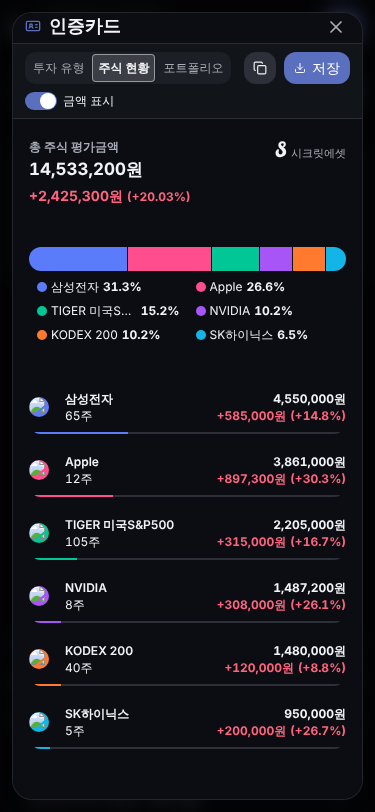 인증카드
투자 유형 주식 현황 포트폴리오 저장
금액 표시
총 주식 평가금액
14,533,200원
+2,425,300원 (+20.03%)
시크릿에셋
삼성전자 31.3% Apple 26.6%
TIGER 미국S... 15.2% NVIDIA 10.2%
KODEX 200 10.2% SK하이닉스 6.5%
삼성전자 4,550,000원
65주 +585,000원 (+14.8%)
Apple 3,861,000원
12주 +897,300원 (+30.3%)
TIGER 미국S&P500 2,205,000원
105주 +315,000원 (+16.7%)
NVIDIA 1,487,200원
8주 +308,000원 (+26.1%)
KODEX 200 1,480,000원
40주 +120,000원 (+8.8%)
SK하이닉스 950,000원
5주 +200,000원 (+26.7%)